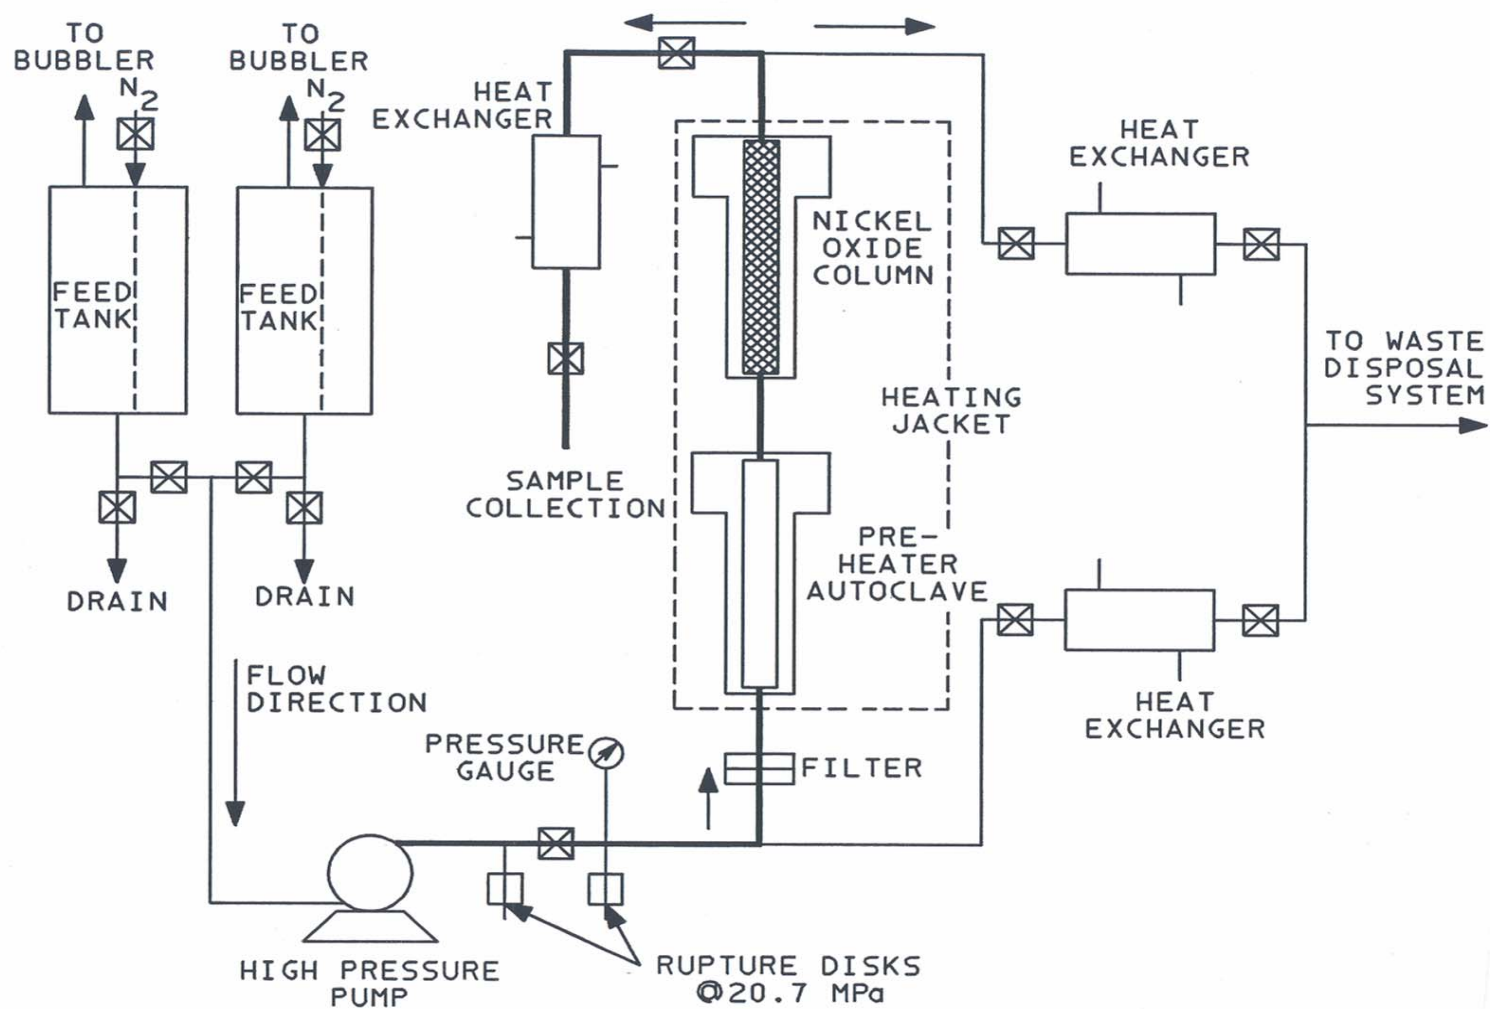 TO
BUBBLER
N2
TO
BUBBLER
N2
HEAT
EXCHANGER
HEAT
EXCHANGER
NICKEL
OXIDE
COLUMN
FEED
TANK
FEED
TANK
TO WASTE
DISPOSAL
SYSTEM
HEATING
JACKET
SAMPLE
COLLECTION
PRE-
HEATER
AUTOCLAVE
DRAIN
DRAIN
FLOW
DIRECTION
HEAT
EXCHANGER
PRESSURE
GAUGE
FILTER
HIGH PRESSURE
PUMP
RUPTURE DISKS
@20.7 MPa